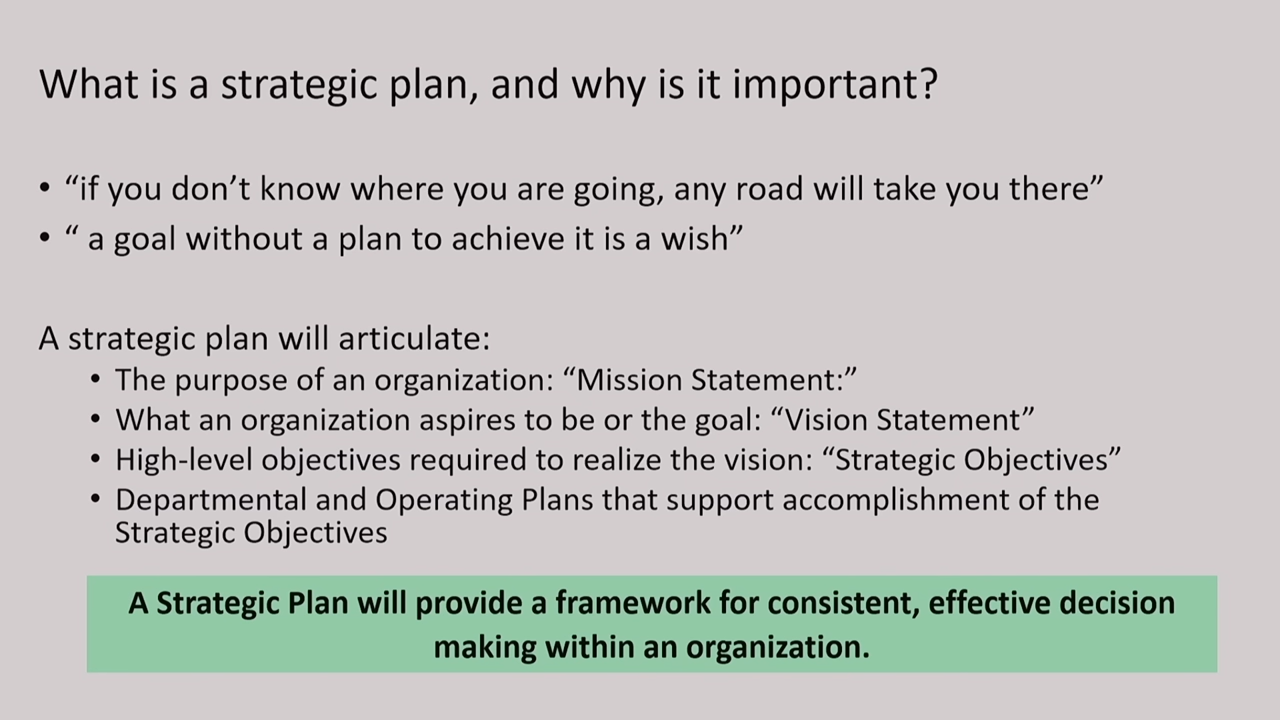 What is a strategic plan, and why is it important?
• “if you don’t know where you are going, any road will take you there”
• “ a goal without a plan to achieve it is a wish”
A strategic plan will articulate:
• The purpose of an organization: “Mission Statement:”
• What an organization aspires to be or the goal: “Vision Statement”
• High-level objectives required to realize the vision: “Strategic Objectives”
• Departmental and Operating Plans that support accomplishment of the
Strategic Objectives
A Strategic Plan will provide a framework for consistent, effective decision
making within an organization.